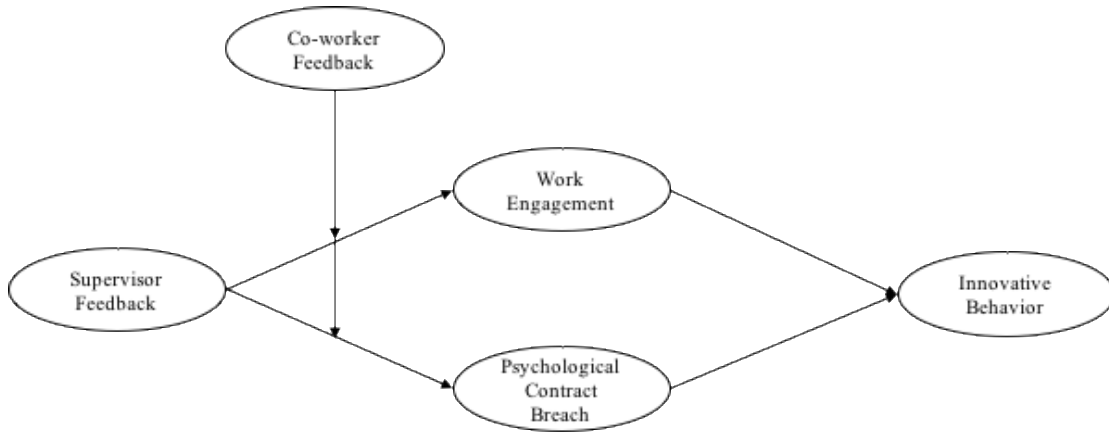 Co-worker
Feedback
Work
Engagement
Supervisor
Feedback
Innovative
Behavior
Psychological
Contract
Breach